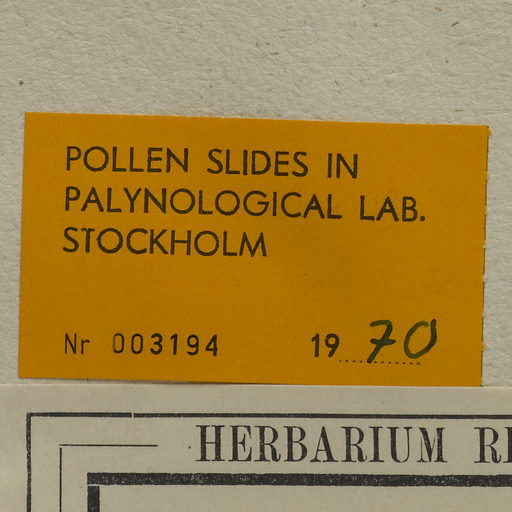 POLLEN SLIDES IN
PALYNOLOGICAL LAB.
STOCKHOLM
Nr 003194 1970
HERBARIUM